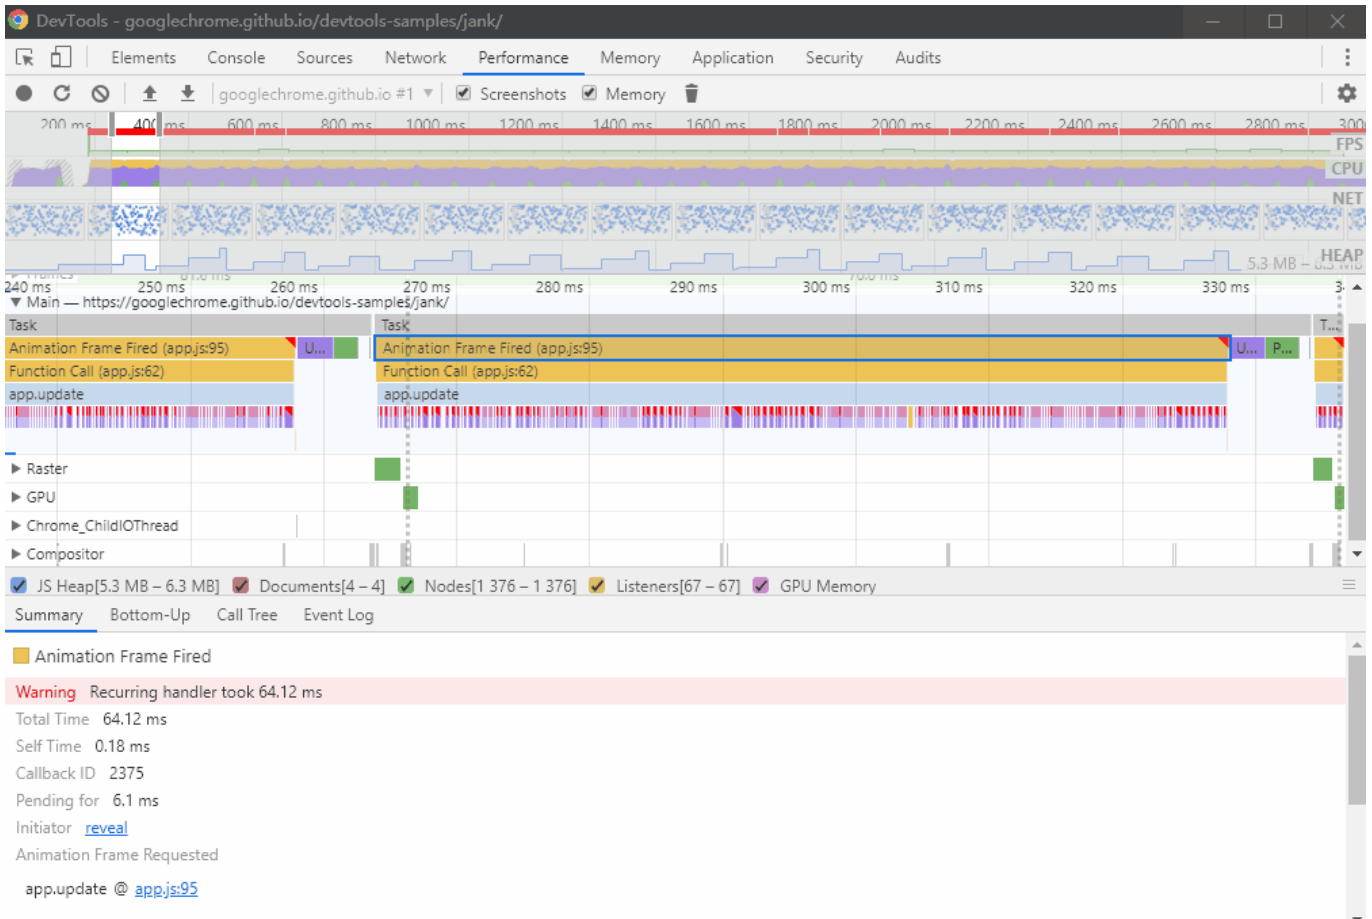 DevTools - googlechrome.github.io/devtools-samples/jank/
Elements Console Sources Network Performance Memory Application Security Audits
googlechrome.github.io #1 ▼ Screenshots Memory
200 ms 400 ms 600 ms 800 ms 1000 ms 1200 ms 1400 ms 1600 ms 1800 ms 2000 ms 2200 ms 2400 ms 2600 ms 2800 ms 300
FPS
CPU
NET
HEAP
5.3 MB –
Frames
240 ms 250 ms 260 ms 270 ms 280 ms 290 ms 300 ms 310 ms 320 ms 330 ms 3
▼ Main — https://googlechrome.github.io/devtools-samples/jank/
Task Task T...
Animation Frame Fired (app.js:95) U... Animation Frame Fired (app.js:95) U... P...
Function Call (app.js:62) Function Call (app.js:62)
app.update app.update
▶ Raster
▶ GPU
▶ Chrome_ChildIOThread
▶ Compositor
JS Heap[5.3 MB – 6.3 MB] Documents[4 – 4] Nodes[1 376 – 1 376] Listeners[67 – 67] GPU Memory
Summary Bottom-Up Call Tree Event Log
Animation Frame Fired
Warning Recurring handler took 64.12 ms
Total Time 64.12 ms
Self Time 0.18 ms
Callback ID 2375
Pending for 6.1 ms
Initiator reveal
Animation Frame Requested
app.update @ app.js:95